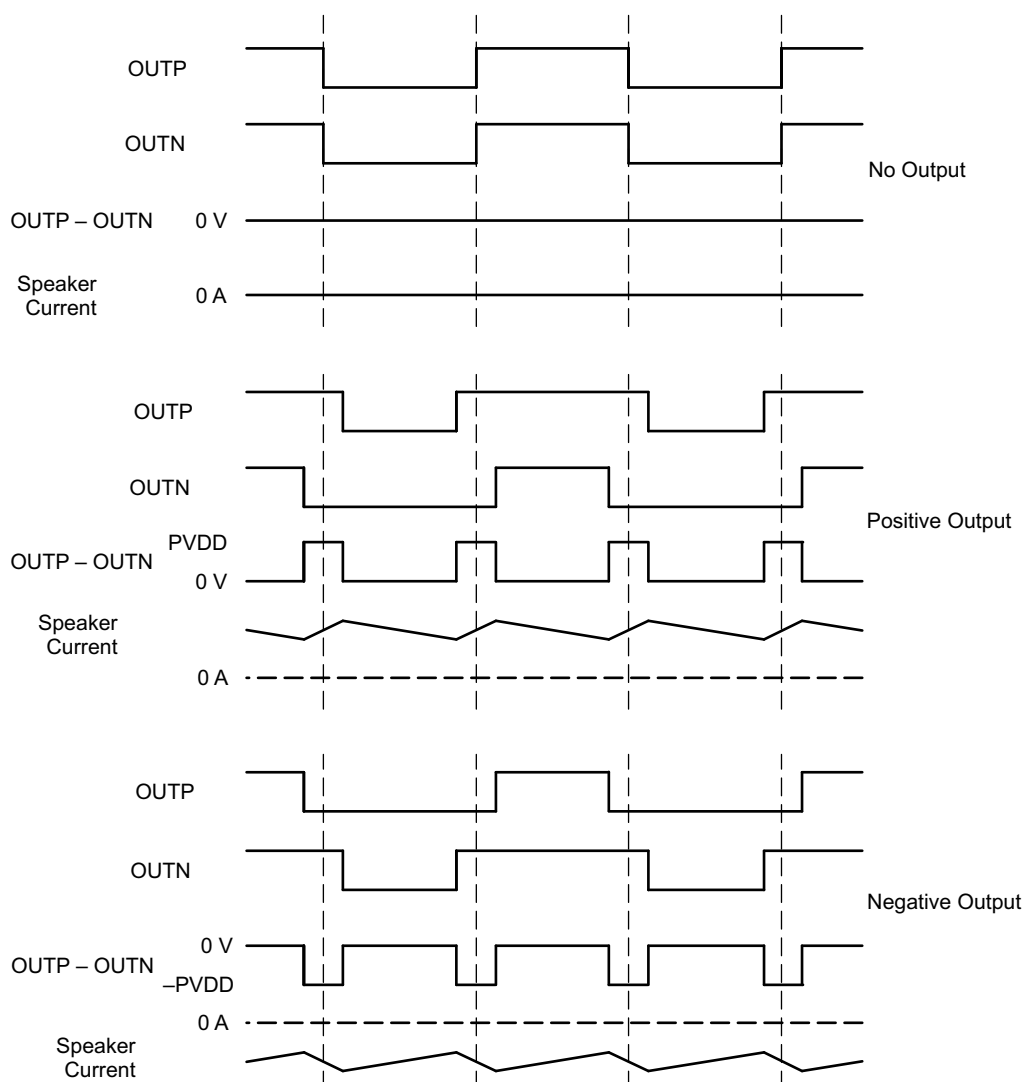 OUTP
OUTN
No Output
OUTP – OUTN 0 V
Speaker
Current
0 A
OUTP
OUTN
Positive Output
PVDD
OUTP – OUTN
0 V
Speaker
Current
0 A
OUTP
OUTN
Negative Output
0 V
OUTP – OUTN
–PVDD
0 A
Speaker
Current